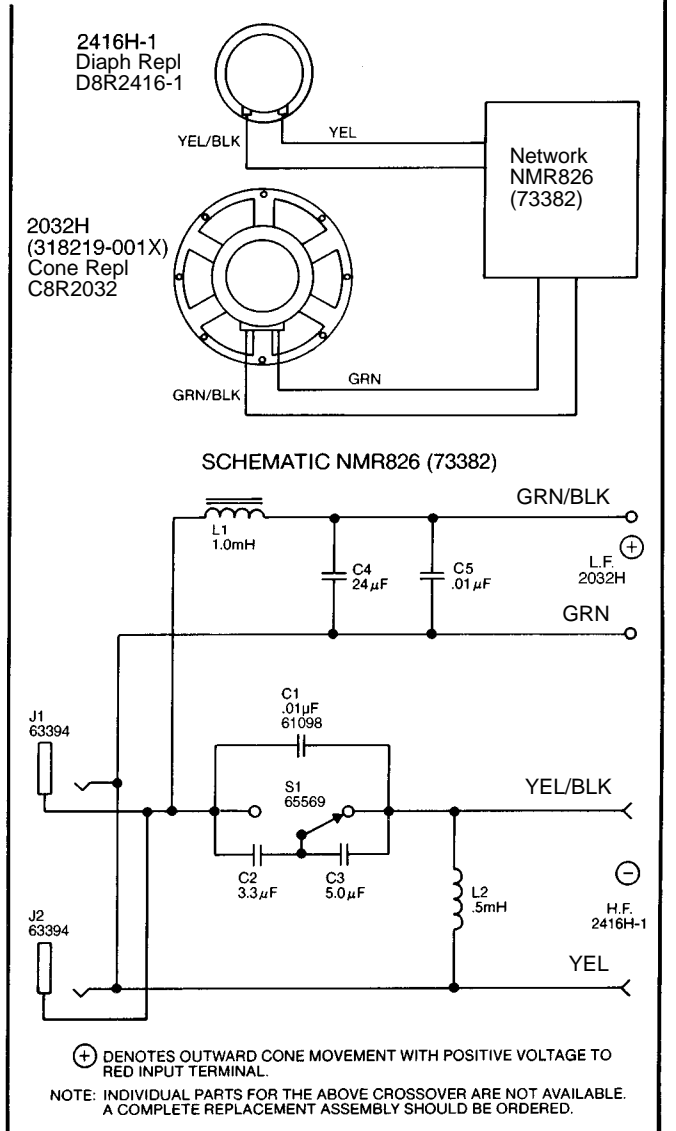 2416H-1
Diaph Repl
D8R2416-1
YEL/BLK
YEL
Network
NMR826
(73382)
2032H
(318219-001X)
Cone Repl
C8R2032
GRN/BLK
GRN
SCHEMATIC NMR826 (73382)
GRN/BLK
L1
1.0mH
C4
24µF
C5
.01µF
+
L.F.
2032H
GRN
C1
.01µF
61098
J1
63394
S1
65569
YEL/BLK
C2
3.3µF
C3
5.0µF
L2
.5mH
−
H.F.
2416H-1
J2
63394
YEL
(+) DENOTES OUTWARD CONE MOVEMENT WITH POSITIVE VOLTAGE TO
RED INPUT TERMINAL.
NOTE: INDIVIDUAL PARTS FOR THE ABOVE CROSSOVER ARE NOT AVAILABLE.
A COMPLETE REPLACEMENT ASSEMBLY SHOULD BE ORDERED.